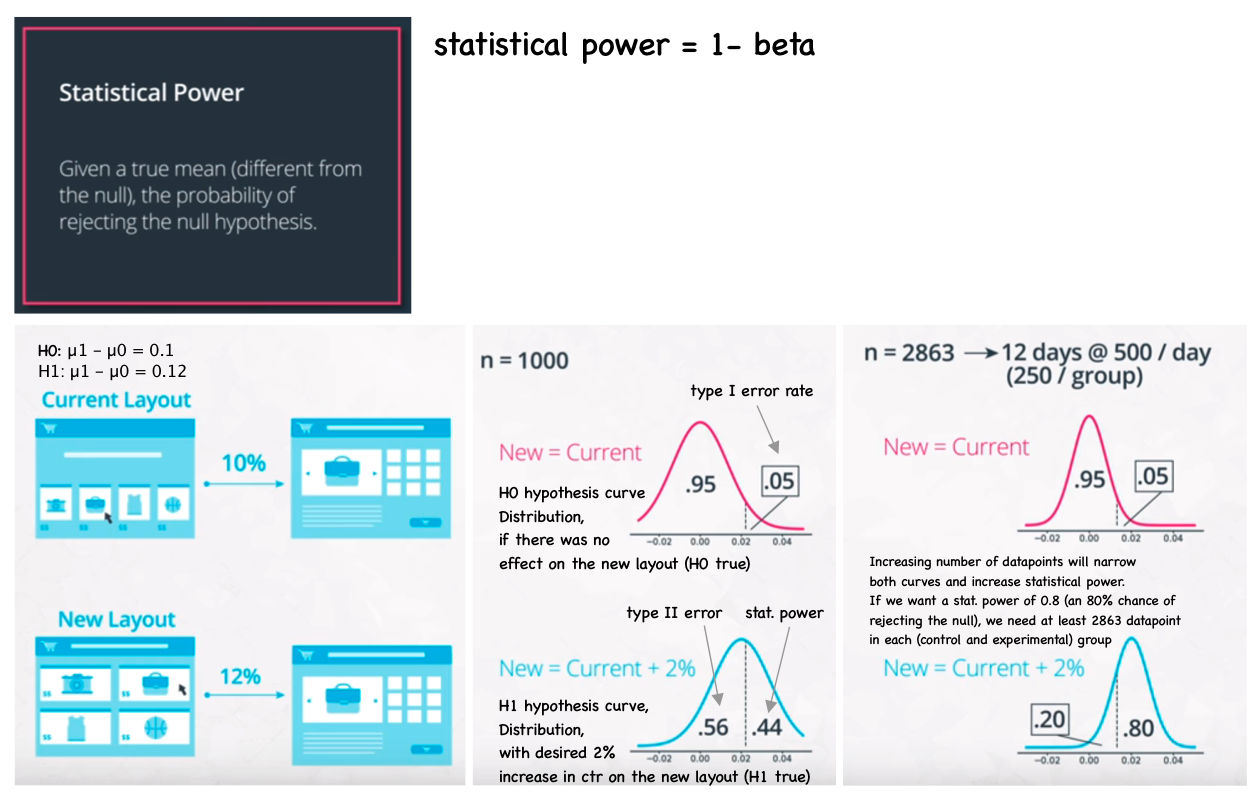 statistical power = 1- beta
Statistical Power
Given a true mean (different from
the null), the probability of
rejecting the null hypothesis.
H0: μ1 – μ0 = 0.1
H1: μ1 – μ0 = 0.12
Current Layout
10%
$$ $$ $$ $$
New Layout
12%
$$ $$
$$ $$
n = 1000
type I error rate
New = Current
.95
.05
H0 hypothesis curve
Distribution,
if there was no
effect on the new layout (H0 true)
−0.02 0.00 0.02 0.04
type II error stat. power
New = Current + 2%
H1 hypothesis curve,
Distribution,
with desired 2%
increase in ctr on the new layout (H1 true)
.56 .44
−0.02 0.00 0.02 0.04
n = 2863 → 12 days @ 500 / day
(250 / group)
New = Current
.95
.05
−0.02 0.00 0.02 0.04
Increasing number of datapoints will narrow
both curves and increase statistical power.
If we want a stat. power of 0.8 (an 80% chance of
rejecting the null), we need at least 2863 datapoint
in each (control and experimental) group
New = Current + 2%
.20
.80
−0.02 0.00 0.02 0.04